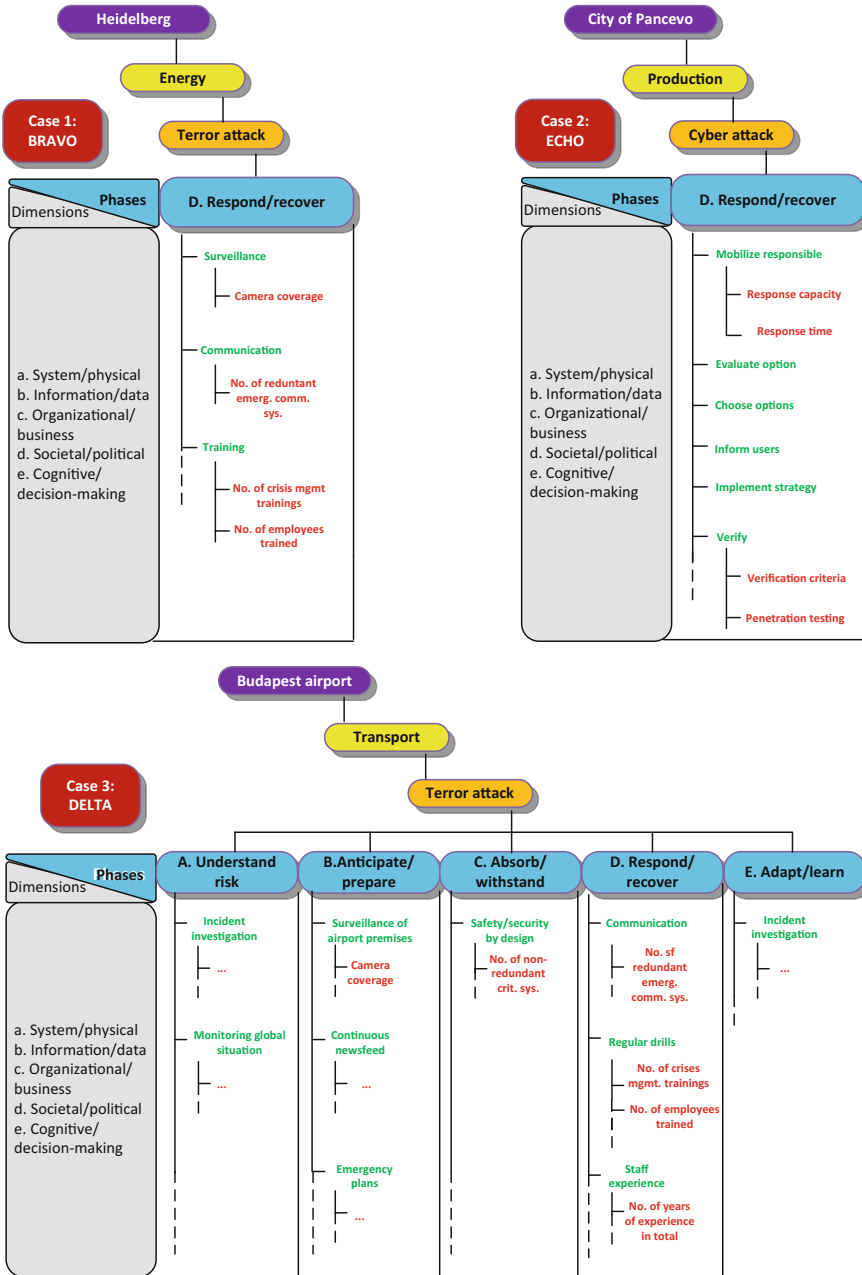 Heidelberg
Energy
Case 1:
BRAVO
Terror attack
Phases
Dimensions
D. Respond/recover
Surveillance
Camera coverage
Communication
No. of reduntant
emerg. comm.
sys.
Training
No. of crisis mgmt
trainings
No. of employees
trained
a. System/physical
b. Information/data
c. Organizational/
business
d. Societal/political
e. Cognitive/
decision-making
City of Pancevo
Production
Case 2:
ECHO
Cyber attack
Phases
Dimensions
D. Respond/recover
Mobilize responsible
Response capacity
Response time
Evaluate option
Choose options
Inform users
Implement strategy
Verify
Verification criteria
Penetration testing
a. System/physical
b. Information/data
c. Organizational/
business
d. Societal/political
e. Cognitive/
decision-making
Budapest airport
Transport
Case 3:
DELTA
Terror attack
Phases
Dimensions
a. System/physical
b. Information/data
c. Organizational/
business
d. Societal/political
e. Cognitive/
decision-making
A. Understand
risk
Incident
investigation
...
Monitoring global
situation
...
B.Anticipate/
prepare
Surveillance of
airport premises
Camera
coverage
Continuous
newsfeed
...
Emergency
plans
...
C. Absorb/
withstand
Safety/security
by design
No. of non-
redundant
crit. sys.
D. Respond/
recover
Communication
No. sf
redundant
emerg.
comm. sys.
Regular drills
No. of crises
mgmt. trainings
No. of employees
trained
Staff
experience
No. of years
of experience
in total
E. Adapt/learn
Incident
investigation
...